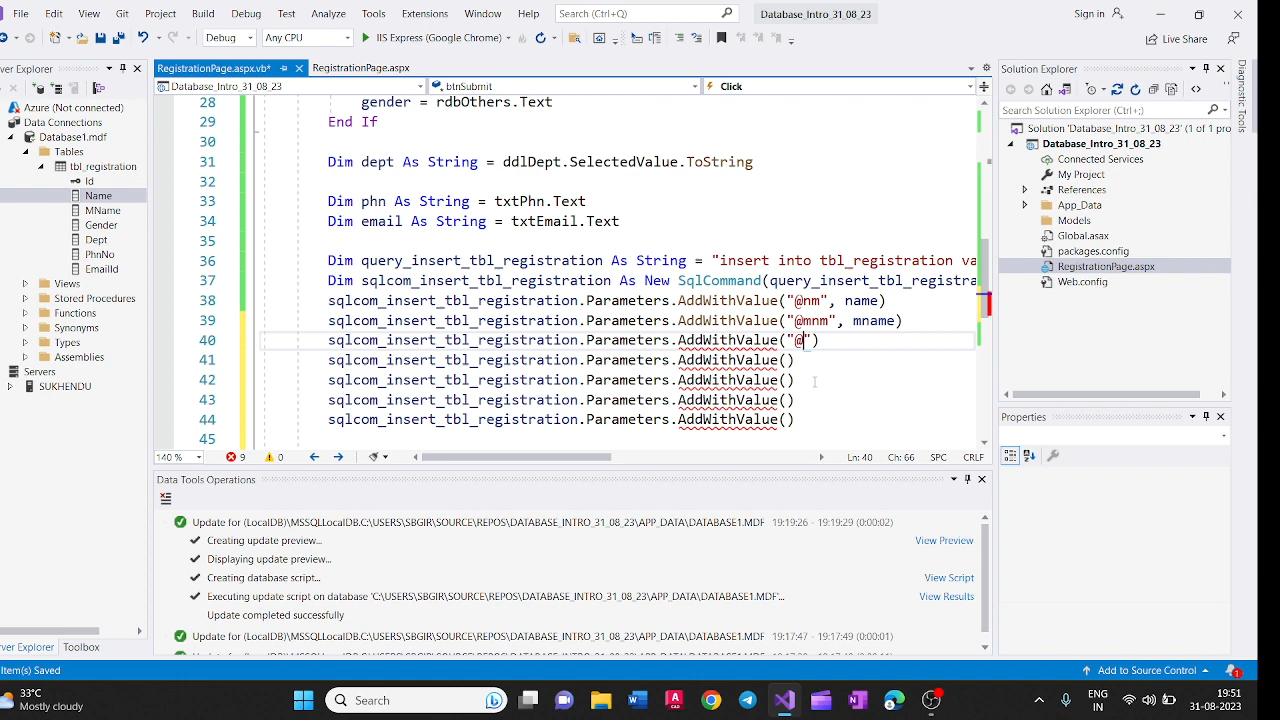 File Edit View Git Project Build Debug Test Analyze Tools Extensions Window Help Search (Ctrl+Q) Database_Intro_31_08_23 Sign in
Debug Any CPU IIS Express (Google Chrome) Live Share
erver Explorer
Azure (Not connected)
Data Connections
Database1.mdf
Tables
tbl_registration
Id
Name
MName
Gender
Dept
PhnNo
EmailId
Views
Stored Procedures
Functions
Synonyms
Types
Assemblies
Servers
SUKHENDU
erver Explorer Toolbox
RegistrationPage.aspx.vb* RegistrationPage.aspx
Database_Intro_31_08_23 btnSubmit Click
28 gender = rdbOthers.Text
29 End If
30
31 Dim dept As String = ddlDept.SelectedValue.ToString
32
33 Dim phn As String = txtPhn.Text
34 Dim email As String = txtEmail.Text
35
36 Dim query_insert_tbl_registration As String = "insert into tbl_registration va
37 Dim sqlcom_insert_tbl_registration As New SqlCommand(query_insert_tbl_registra
38 sqlcom_insert_tbl_registration.Parameters.AddWithValue("@nm", name)
39 sqlcom_insert_tbl_registration.Parameters.AddWithValue("@mnm", mname)
40 sqlcom_insert_tbl_registration.Parameters.AddWithValue("@")
41 sqlcom_insert_tbl_registration.Parameters.AddWithValue()
42 sqlcom_insert_tbl_registration.Parameters.AddWithValue()
43 sqlcom_insert_tbl_registration.Parameters.AddWithValue()
44 sqlcom_insert_tbl_registration.Parameters.AddWithValue()
45
140 % 9 0 Ln: 40 Ch: 66 SPC CRLF
Data Tools Operations
Update for (LocalDB)\MSSQLLocalDB.C:\USERS\SBGIR\SOURCE\REPOS\DATABASE_INTRO_31_08_23\APP_DATA\DATABASE1.MDF 19:19:26 - 19:19:29 (0:00:02)
Creating update preview... View Preview
Displaying update preview...
Creating database script... View Script
Executing update script on database 'C:\USERS\SBGIR\SOURCE\REPOS\DATABASE_INTRO_31_08_23\APP_DATA\DATABASE1.MDF'... View Results
Update completed successfully
Update for (LocalDB)\MSSQLLocalDB.C:\USERS\SBGIR\SOURCE\REPOS\DATABASE_INTRO_31_08_23\APP_DATA\DATABASE1.MDF 19:17:47 - 19:17:49 (0:00:01)
Solution Explorer
Search Solution Explorer (Ctrl+;)
Solution 'Database_Intro_31_08_23' (1 of 1 pro
Database_Intro_31_08_23
Connected Services
My Project
References
App_Data
Models
Global.asax
packages.config
RegistrationPage.aspx
Web.config
Properties
Diagnostic Tools
Item(s) Saved Add to Source Control 1
33°C
Mostly cloudy
Search
ENG
IN
19:51
31-08-2023